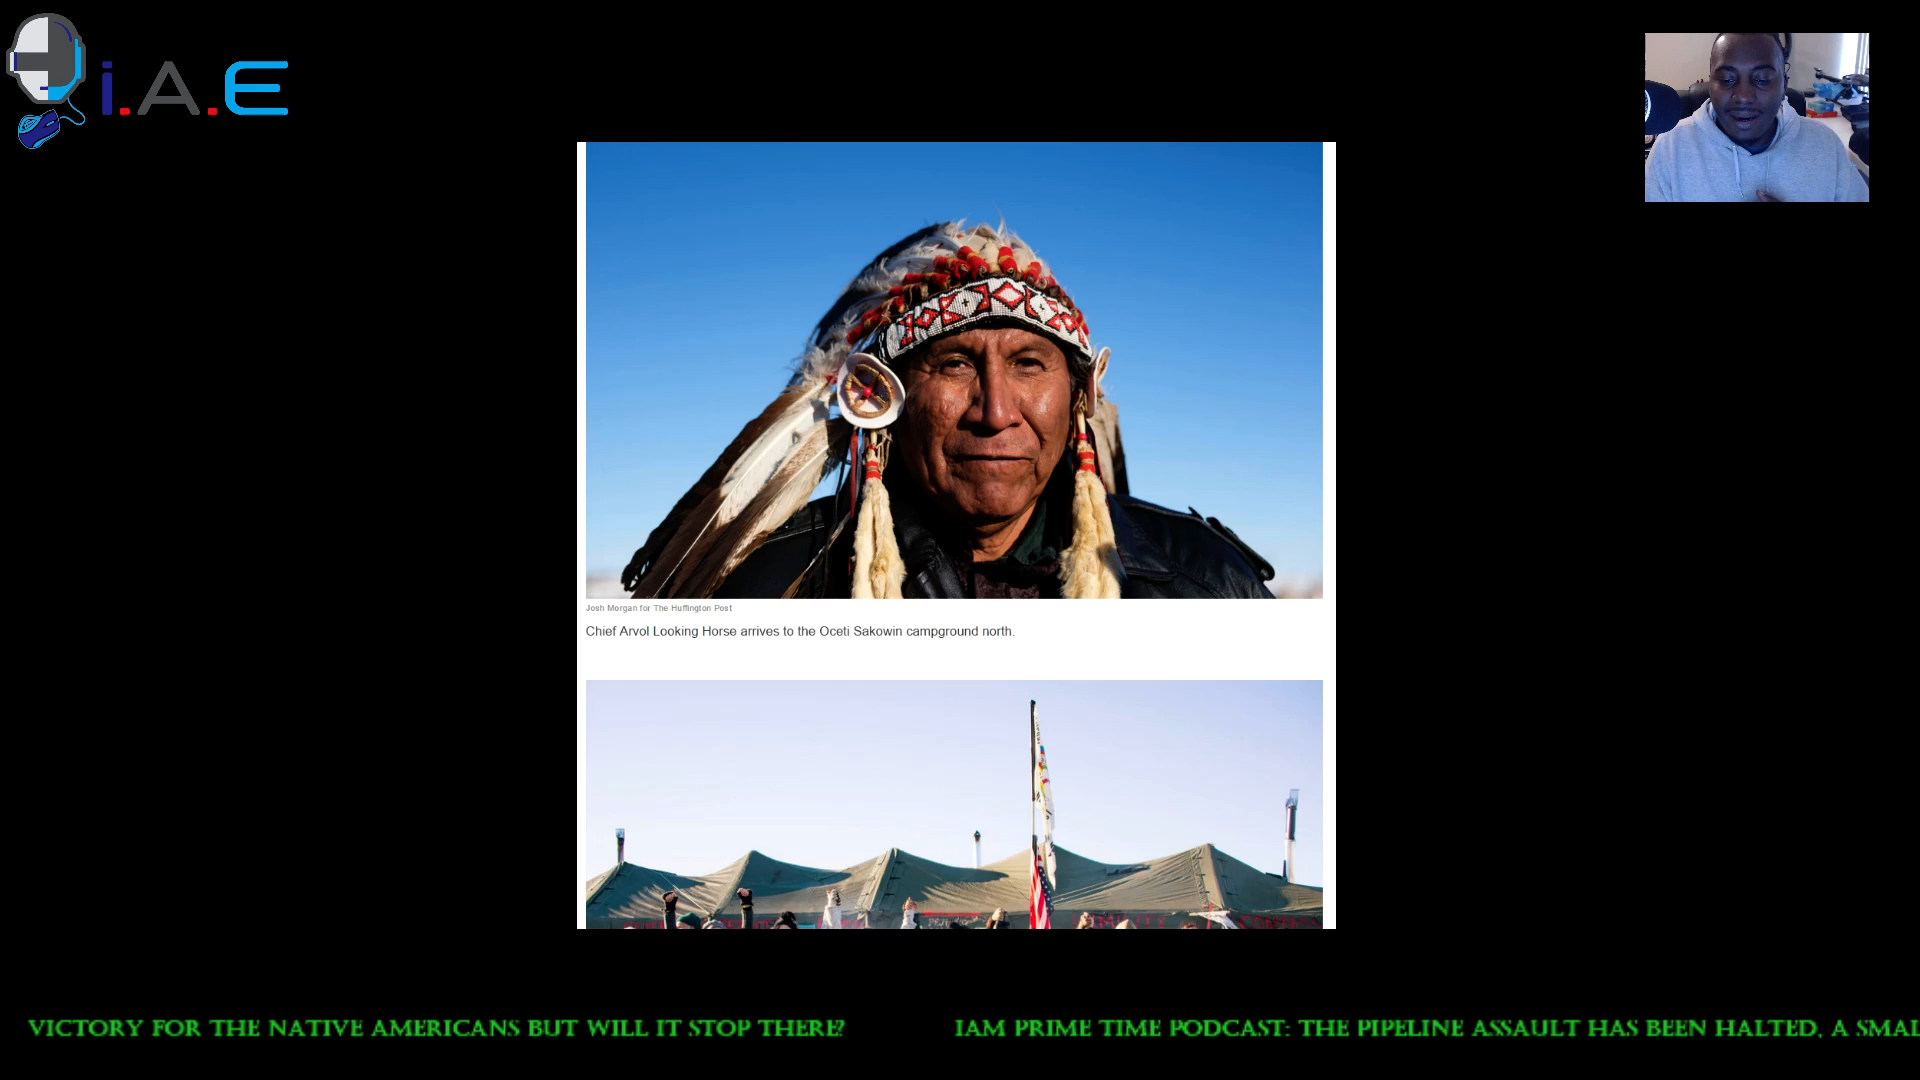 i.A.E
Josh Morgan for The Huffington Post
Chief Arvol Looking Horse arrives to the Oceti Sakowin campground north.
VICTORY FOR THE NATIVE AMERICANS BUT WILL IT STOP THERE? IAM PRIME TIME PODCAST: THE PIPELINE ASSAULT HAS BEEN HALTED, A SMAL